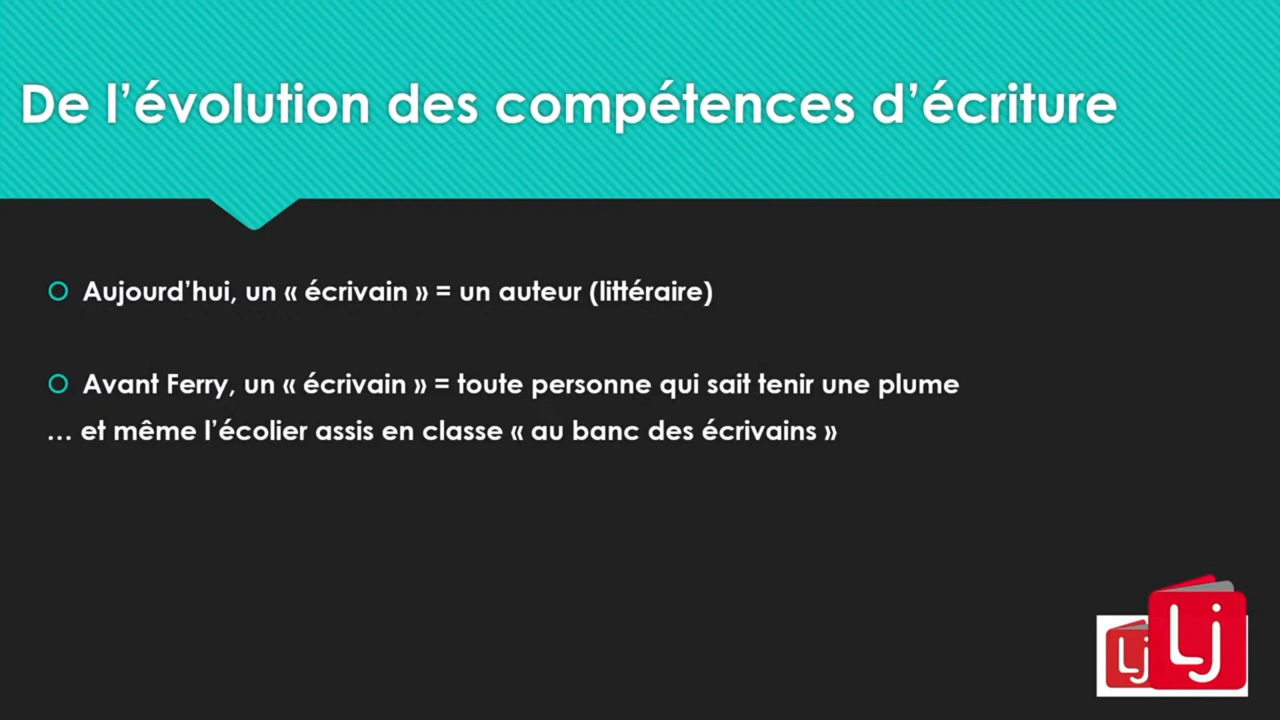 De l’évolution des compétences d’écriture
Aujourd’hui, un « écrivain » = un auteur (littéraire)
Avant Ferry, un « écrivain » = toute personne qui sait tenir une plume
… et même l’écolier assis en classe « au banc des écrivains »
Lj
Lj